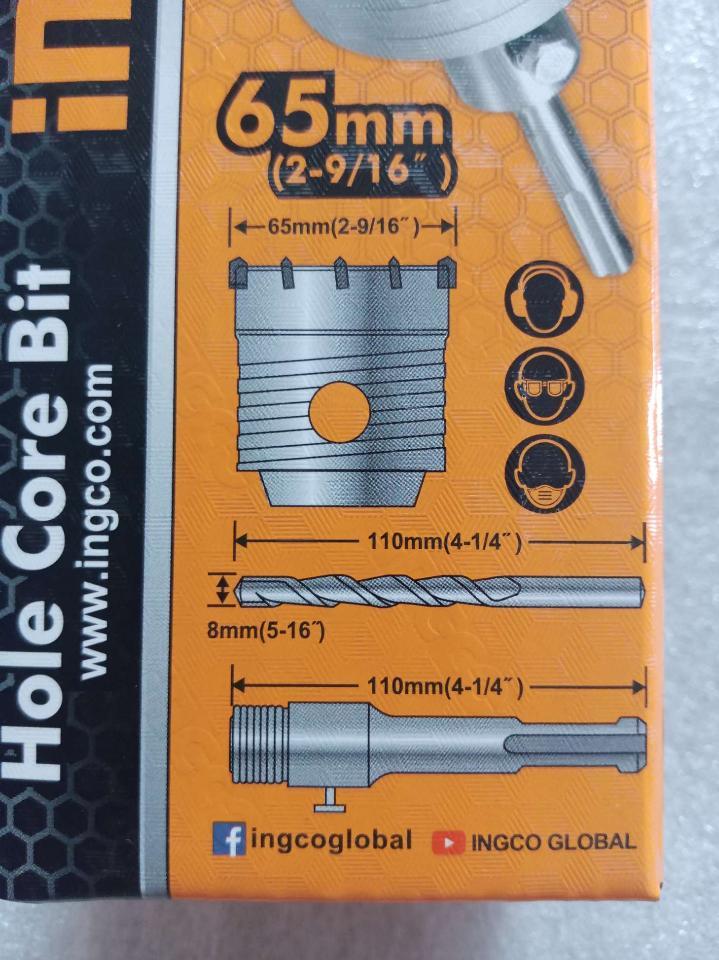 in
Hole Core Bit
www.ingco.com
65mm
(2-9/16˝ )
65mm(2-9/16˝ )
110mm(4-1/4˝ )
8mm(5-16˝)
110mm(4-1/4˝ )
ingcoglobal
INGCO GLOBAL